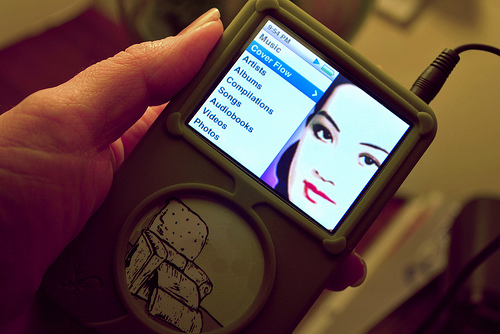 9:54 PM
Music
Cover Flow
Artists
Albums
Compilations
Songs
Audiobooks
Videos
Photos